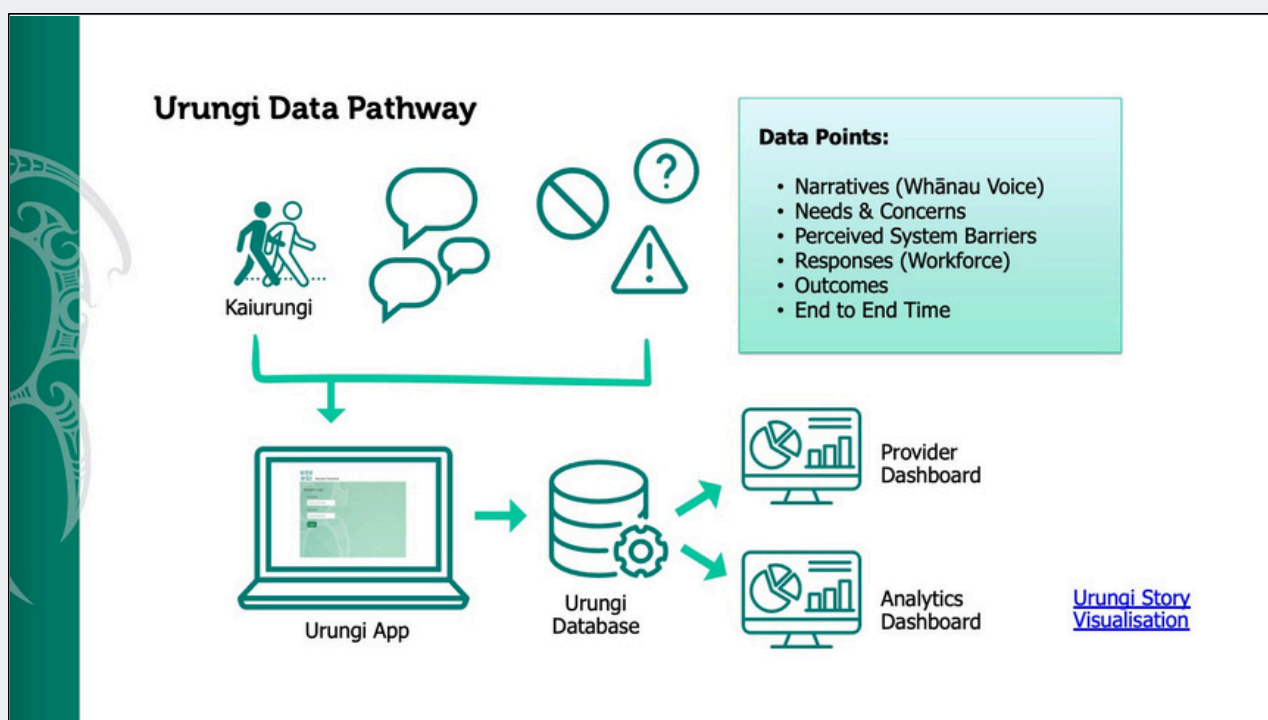 Urungi Data Pathway
Data Points:
• Narratives (Whānau Voice)
• Needs & Concerns
• Perceived System Barriers
• Responses (Workforce)
• Outcomes
• End to End Time
?
!
Kaiurungi
Urungi App
Urungi
Database
Provider
Dashboard
Analytics
Dashboard
Urungi Story
Visualisation